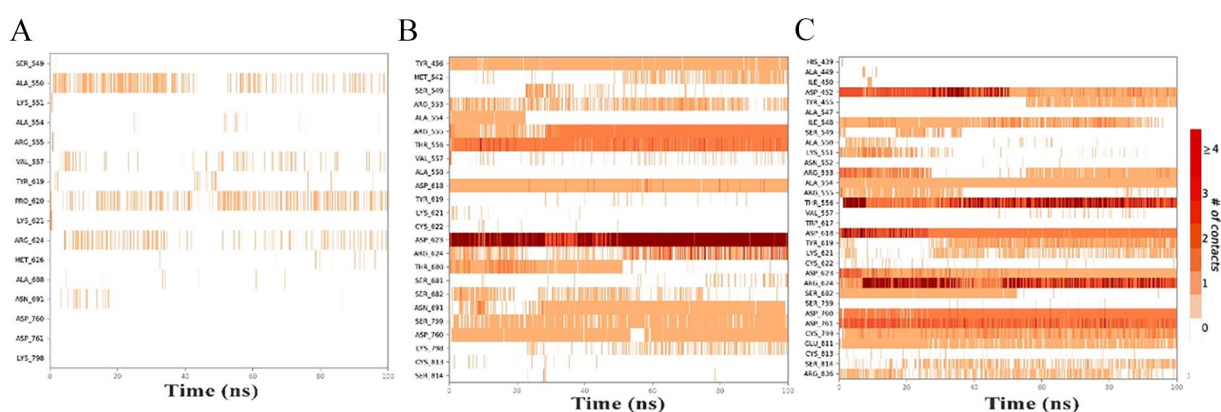 A
B
C
SER_549
ALA_550
LYS_551
ALA_554
ARG_555
VAL_557
TYR_619
PRO_620
LYS_621
ARG_624
MET_626
ALA_688
ASN_691
ASP_760
ASP_761
LYS_798
0
20
40
60
80
100
Time (ns)
TYR_456
MET_542
SER_549
ARG_553
ALA_554
ARG_555
THR_556
VAL_557
ALA_558
ASP_618
TYR_619
LYS_621
CYS_622
ASP_623
ARG_624
THR_680
SER_681
SER_682
ASN_691
SER_759
ASP_760
LYS_798
CYS_813
SER_814
0
20
40
60
80
100
Time (ns)
HIS_439
ALA_449
ILE_450
ASP_452
TYR_455
ALA_547
ILE_548
SER_549
ALA_550
LYS_551
ASN_552
ARG_553
ALA_554
ARG_555
THR_556
VAL_557
TRP_617
ASP_618
TYR_619
LYS_621
CYS_622
ASP_623
ARG_624
SER_682
SER_759
ASP_760
ASP_761
CYS_799
GLU_811
CYS_813
SER_814
ARG_836
0
20
40
60
80
100
Time (ns)
≥4
3
2
1
0
# of contacts